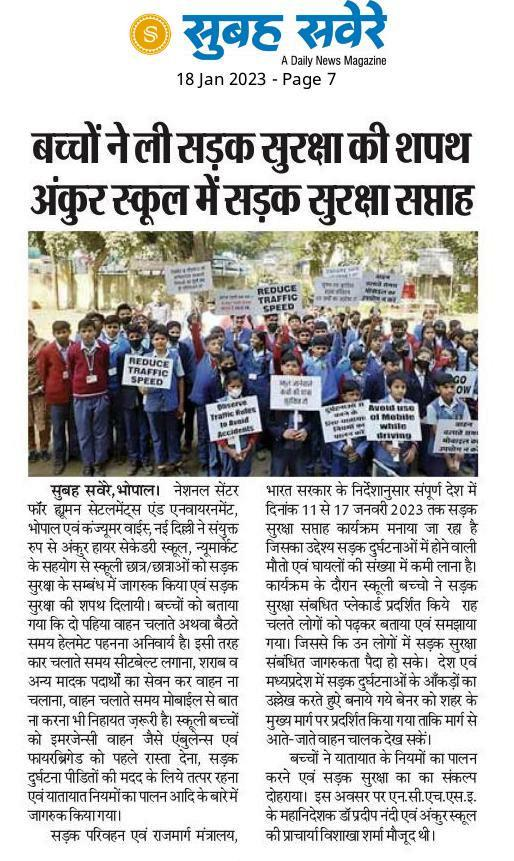 सुबह सवेरे
A Daily News Magazine
18 Jan 2023 - Page 7
बच्चों ने ली सड़क सुरक्षा की शपथ
अंकुर स्कूल में सड़क सुरक्षा सप्ताह
REDUCE
TRAFFIC
SPEED
REDUCE
TRAFFIC
SPEED
Observe
Traffic Rules
to Avoid
Accidents
Avoid use
of Mobile
while
driving
GO
वाहन
चलाते समय
मोबाइल का
उपयोग न करें
सुबह सवेरे,भोपाल। नेशनल सेंटर
फॉर ह्यूमन सेटलमेंट्स एंड एनवायरनमेंट,
भोपाल एवं कंज्यूमर वाईस, नई दिल्ली ने संयुक्त
रुप से अंकुर हायर सेकेडरी स्कूल, न्यूमार्केट
के सहयोग से स्कूली छात्र/छात्राओं को सड़क
सुरक्षा के सम्बंध में जागरुक किया एवं सड़क
सुरक्षा की शपथ दिलायी। बच्चों को बताया
गया कि दो पहिया वाहन चलाते अथवा बैठते
समय हेलमेट पहनना अनिवार्य है। इसी तरह
कार चलाते समय सीटबेल्ट लगाना, शराब व
अन्य मादक पदार्थों का सेवन कर वाहन ना
चलाना, वाहन चलाते समय मोबाईल से बात
ना करना भी निहायत ज़रूरी है। स्कूली बच्चों
को इमरजेन्सी वाहन जैसे एंबुलेन्स एवं
फायरब्रिगेड को पहले रास्ता देना, सड़क
दुर्घटना पीडितों की मदद के लिये तत्पर रहना
एवं यातायात नियमों का पालन आदि के बारे में
जागरुक किया गया।
सड़क परिवहन एवं राजमार्ग मंत्रालय,
भारत सरकार के निर्देशानुसार संपूर्ण देश में
दिनांक 11 से 17 जनवरी 2023 तक सड़क
सुरक्षा सप्ताह कार्यक्रम मनाया जा रहा है
जिसका उद्देश्य सड़क दुर्घटनाओं में होने वाली
मौतो एवं घायलों की संख्या में कमी लाना है।
कार्यक्रम के दौरान स्कूली बच्चो ने सड़क
सुरक्षा संबधित प्लेकार्ड प्रदर्शित किये राह
चलते लोगों को पढ़कर बताया एवं समझाया
गया। जिससे कि उन लोगों में सड़क सुरक्षा
संबंधित जागरुकता पैदा हो सके। देश एवं
मध्यप्रदेश में सड़क दुर्घटनाओं के आँकड़ों का
उल्लेख करते हुऐ बनाये गये बेनर को शहर के
मुख्य मार्ग पर प्रदर्शित किया गया ताकि मार्ग से
आते-जाते वाहन चालक देख सकें।
बच्चों ने यातायात के नियमों का पालन
करने एवं सड़क सुरक्षा का का संकल्प
दोहराया। इस अवसर पर एन.सी.एच.एस.इ.
के महानिदेशक डॉ प्रदीप नंदी एवं अंकुर स्कूल
की प्राचार्या विशाखा शर्मा मौजूद थी।